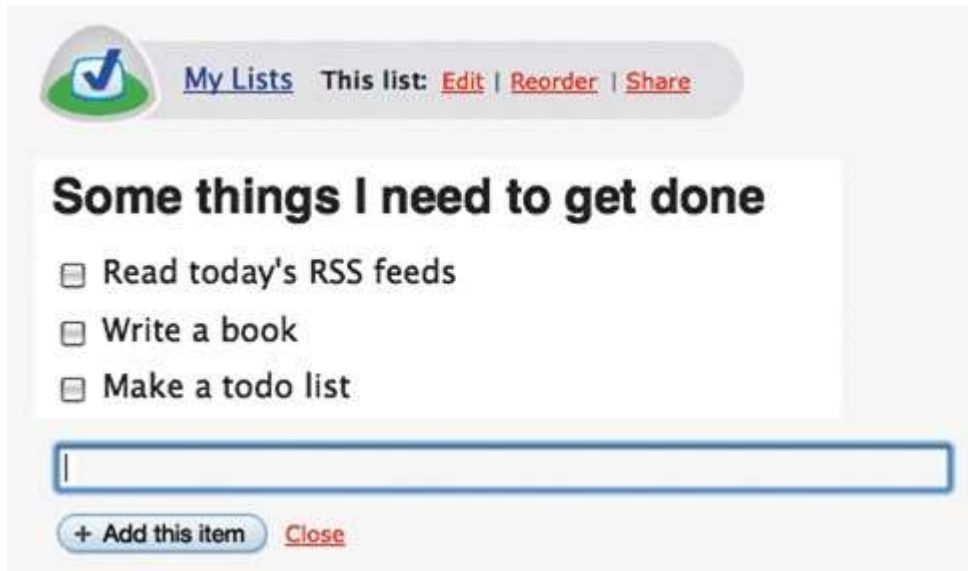 My Lists This list: Edit | Reorder | Share
Some things I need to get done
Read today's RSS feeds
Write a book
Make a todo list
+ Add this item Close